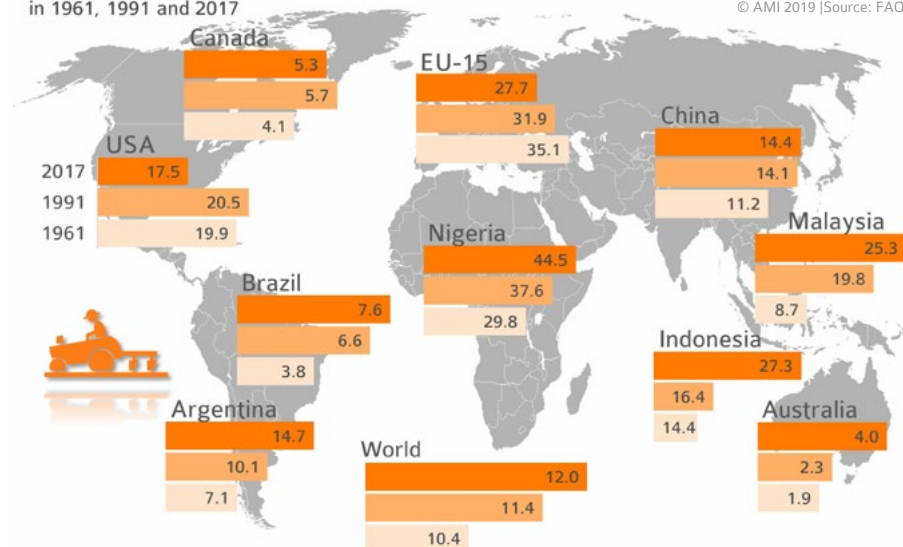 in 1961, 1991 and 2017
© AMI 2019 |Source: FAO
Canada
5.3
5.7
4.1
EU-15
27.7
31.9
35.1
China
14.4
14.1
11.2
USA
2017 17.5
1991 20.5
1961 19.9
Malaysia
25.3
19.8
8.7
Nigeria
44.5
37.6
29.8
Brazil
7.6
6.6
3.8
Indonesia
27.3
16.4
14.4
Argentina
14.7
10.1
7.1
Australia
4.0
2.3
1.9
World
12.0
11.4
10.4